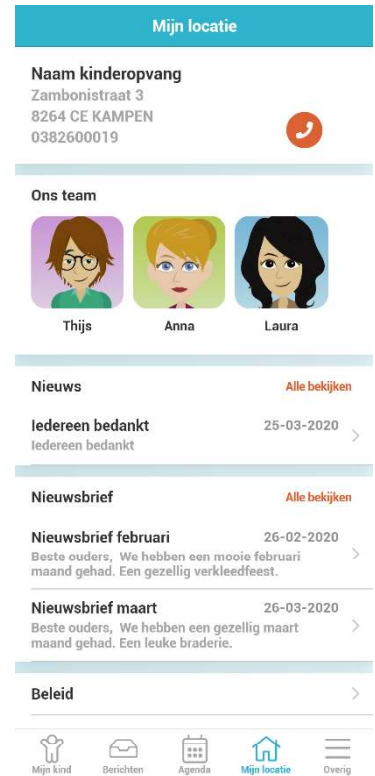 Mijn locatie
Naam kinderopvang
Zambonistraat 3
8264 CE KAMPEN
0382600019
Ons team
Thijs Anna Laura
Nieuws Alle bekijken
Iedereen bedankt 25-03-2020
Iedereen bedankt
Nieuwsbrief Alle bekijken
Nieuwsbrief februari 26-02-2020
Beste ouders, We hebben een mooie februari
maand gehad. Een gezellig verkleedfeest.
Nieuwsbrief maart 26-03-2020
Beste ouders, We hebben een gezellig maart
maand gehad. Een leuke braderie.
Beleid
Mijn kind Berichten Agenda Mijn locatie Overig